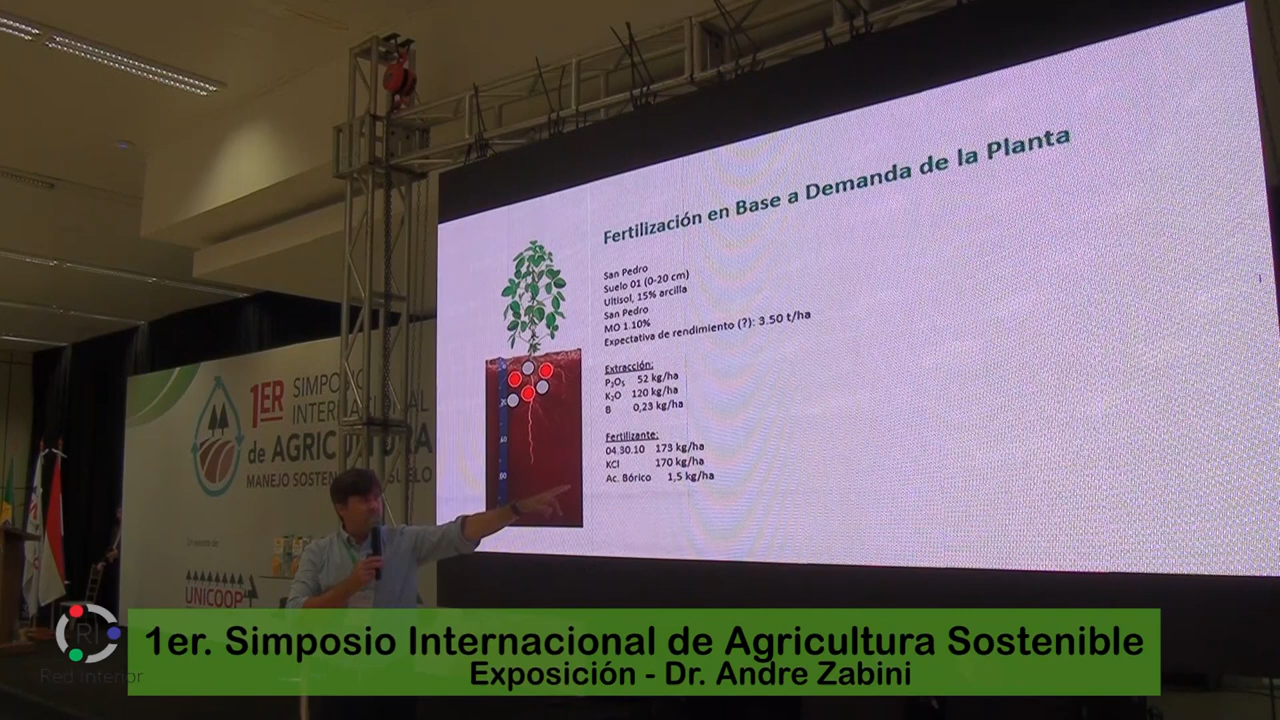 Fertilización en Base a Demanda de la Planta
San Pedro
Suelo 01 (0-20 cm)
Ultisol, 15% arcilla
San Pedro
MO 1.10%
Expectativa de rendimiento (?): 3.50 t/ha
Extracción:
P₂O₅ 52 kg/ha
K₂O 120 kg/ha
B 0,23 kg/ha
Fertilizante:
04.30.10 173 kg/ha
KCl 170 kg/ha
Ac. Bórico 1,5 kg/ha
1ER SIMPOSIO
INTERNACIONAL
de AGRICULTURA
MANEJO SOSTEN SUELO
UNICOOP
RI
Red Interior
1er. Simposio Internacional de Agricultura Sostenible
Exposición - Dr. Andre Zabini